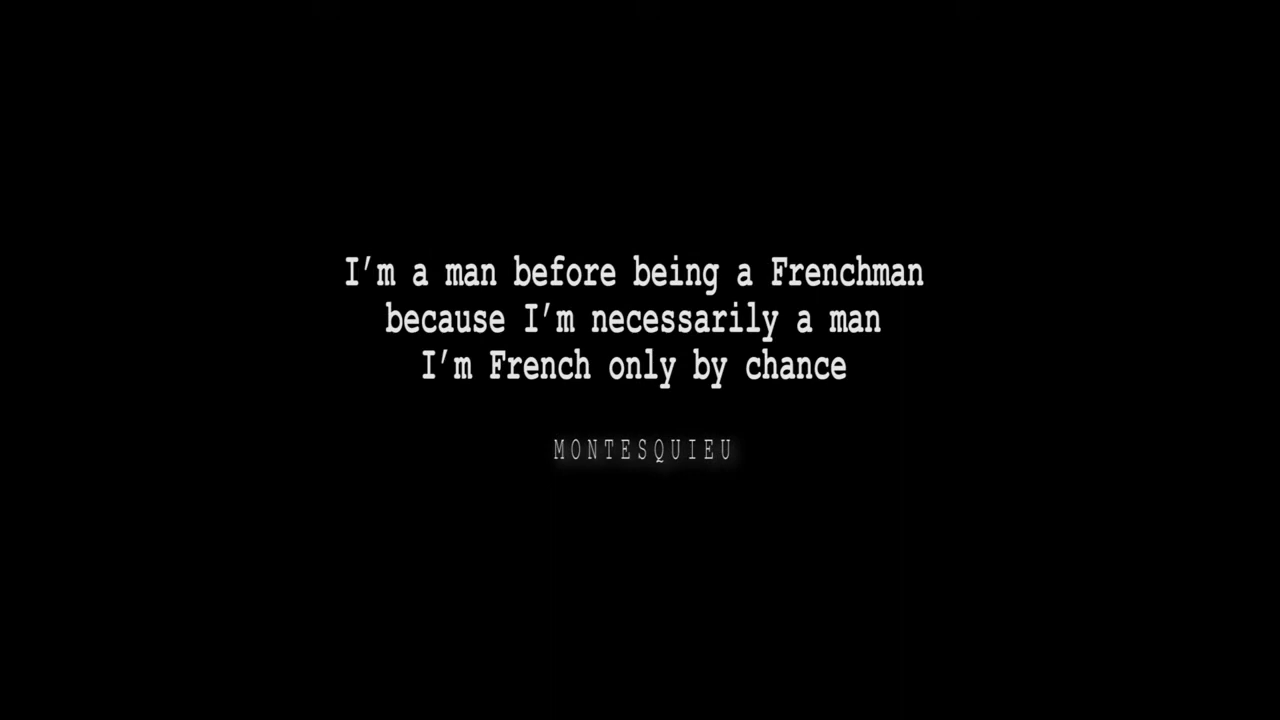 I’m a man before being a Frenchman
because I’m necessarily a man
I’m French only by chance
MONTESQUIEU